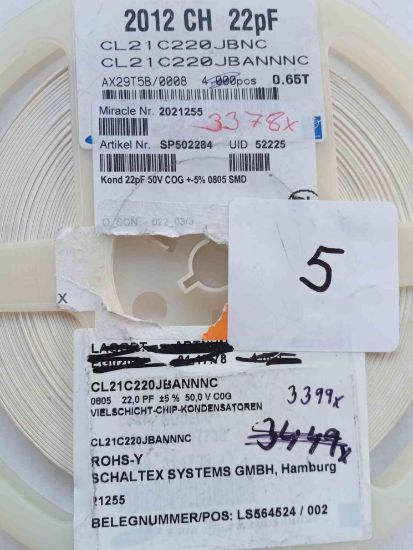 2012 CH 22pF
CL21C220JBNC
CL21C220JBANNNC
AX29T5B/0008 4,000pcs 0.65T
Miracle Nr. 2021255
3378x
Artikel Nr. SP502284 UID 52225
Kond 22pF 50V COG +-5% 0805 SMD
5
X
CL21C220JBANNNC
0805 22,0 PF ±5 % 50,0 V C0G
VIELSCHICHT-CHIP-KONDENSATOREN
3399x
CL21C220JBANNNC
3449x
ROHS-Y
SCHALTEX SYSTEMS GMBH, Hamburg
21255
BELEGNUMMER/POS: LS564524 / 002